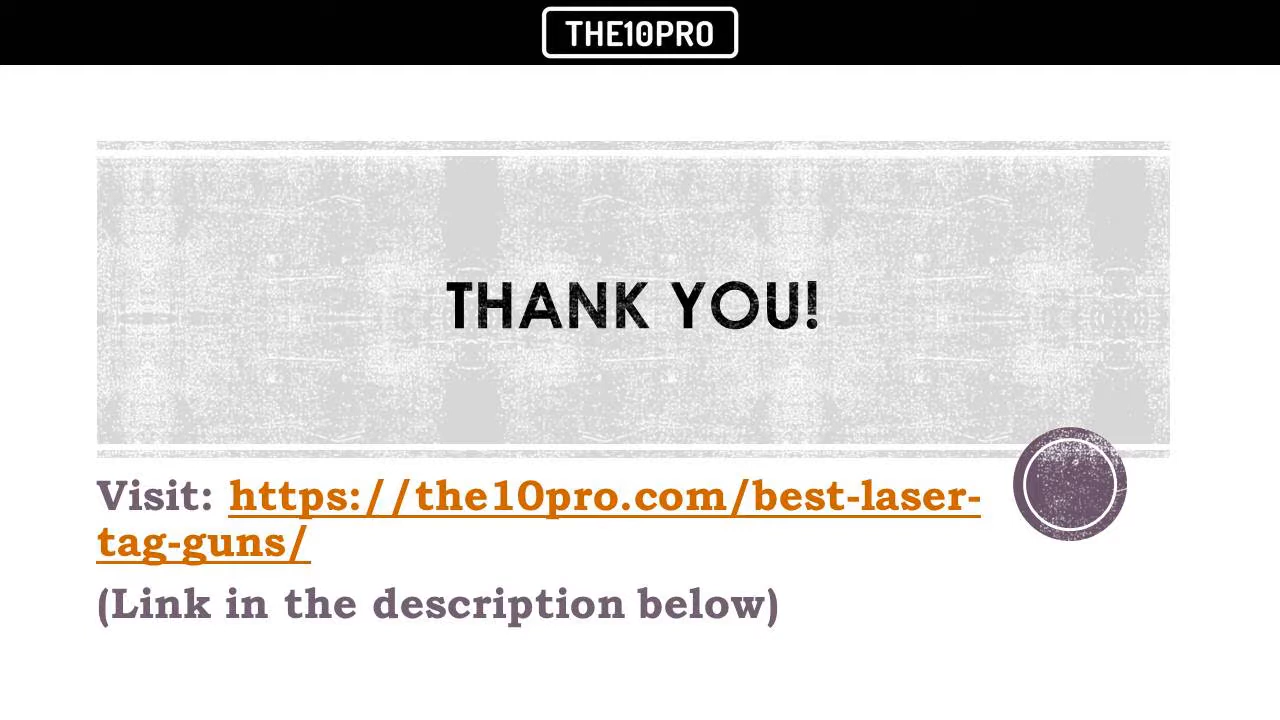 THE10PRO
THANK YOU!
Visit: https://the10pro.com/best-laser-
tag-guns/
(Link in the description below)